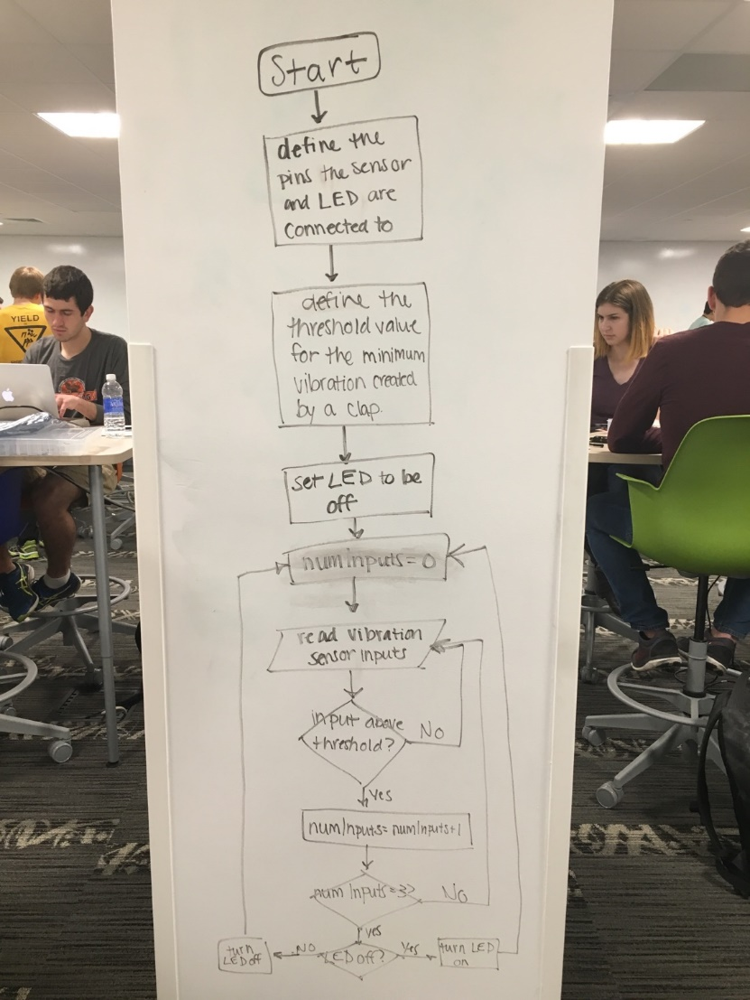 Start
define the
pins the sensor
and LED are
connected to
define the
threshold value
for the minimum
vibration created
by a clap.
set LED to be
off
numInputs = 0
read vibration
sensor inputs
input above
threshold?
No
Yes
numInputs = numInputs+1
numInputs = 3?
No
yes
turn
LED off
NO
LED off?
Yes
turn LED
on
YIELD